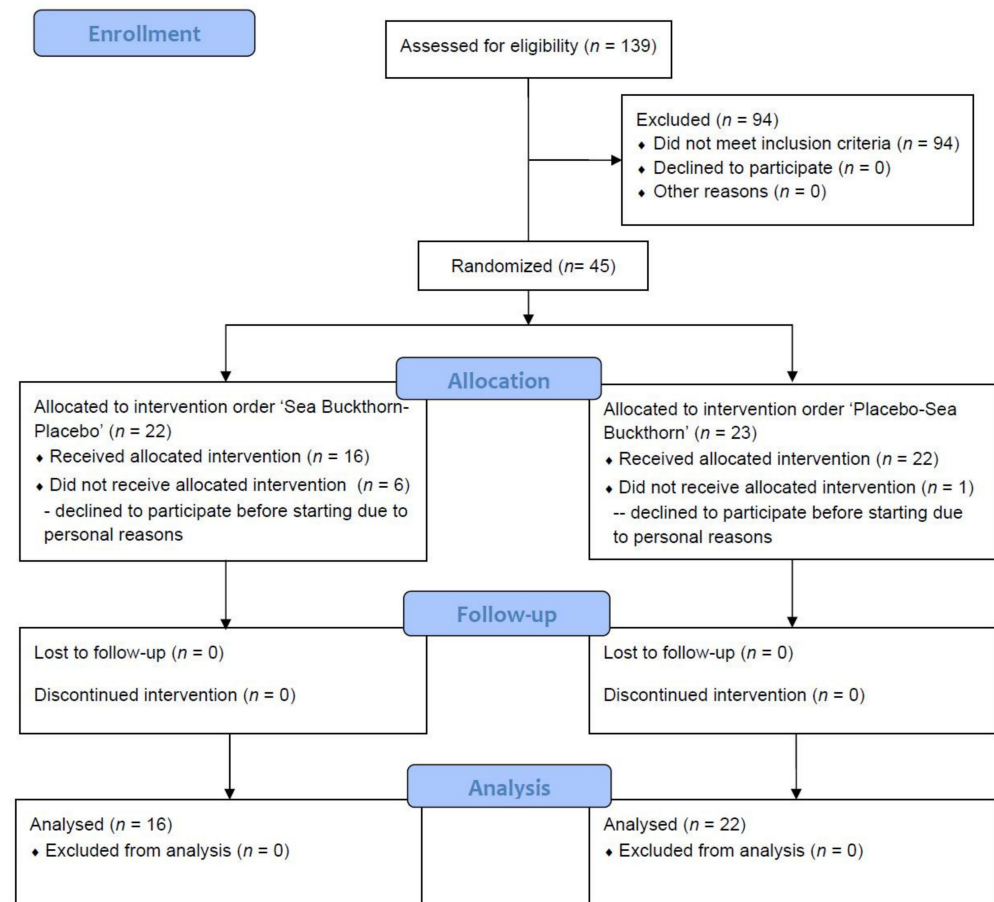 Enrollment
Assessed for eligibility (n = 139)
Excluded (n = 94)
♦ Did not meet inclusion criteria (n = 94)
♦ Declined to participate (n = 0)
♦ Other reasons (n = 0)
Randomized (n= 45)
Allocation
Allocated to intervention order ‘Sea Buckthorn-
Placebo’ (n = 22)
♦ Received allocated intervention (n = 16)
♦ Did not receive allocated intervention (n = 6)
- declined to participate before starting due to
personal reasons
Allocated to intervention order ‘Placebo-Sea
Buckthorn’ (n = 23)
♦ Received allocated intervention (n = 22)
♦ Did not receive allocated intervention (n = 1)
-- declined to participate before starting due
to personal reasons
Follow-up
Lost to follow-up (n = 0)
Discontinued intervention (n = 0)
Lost to follow-up (n = 0)
Discontinued intervention (n = 0)
Analysis
Analysed (n = 16)
♦ Excluded from analysis (n = 0)
Analysed (n = 22)
♦ Excluded from analysis (n = 0)